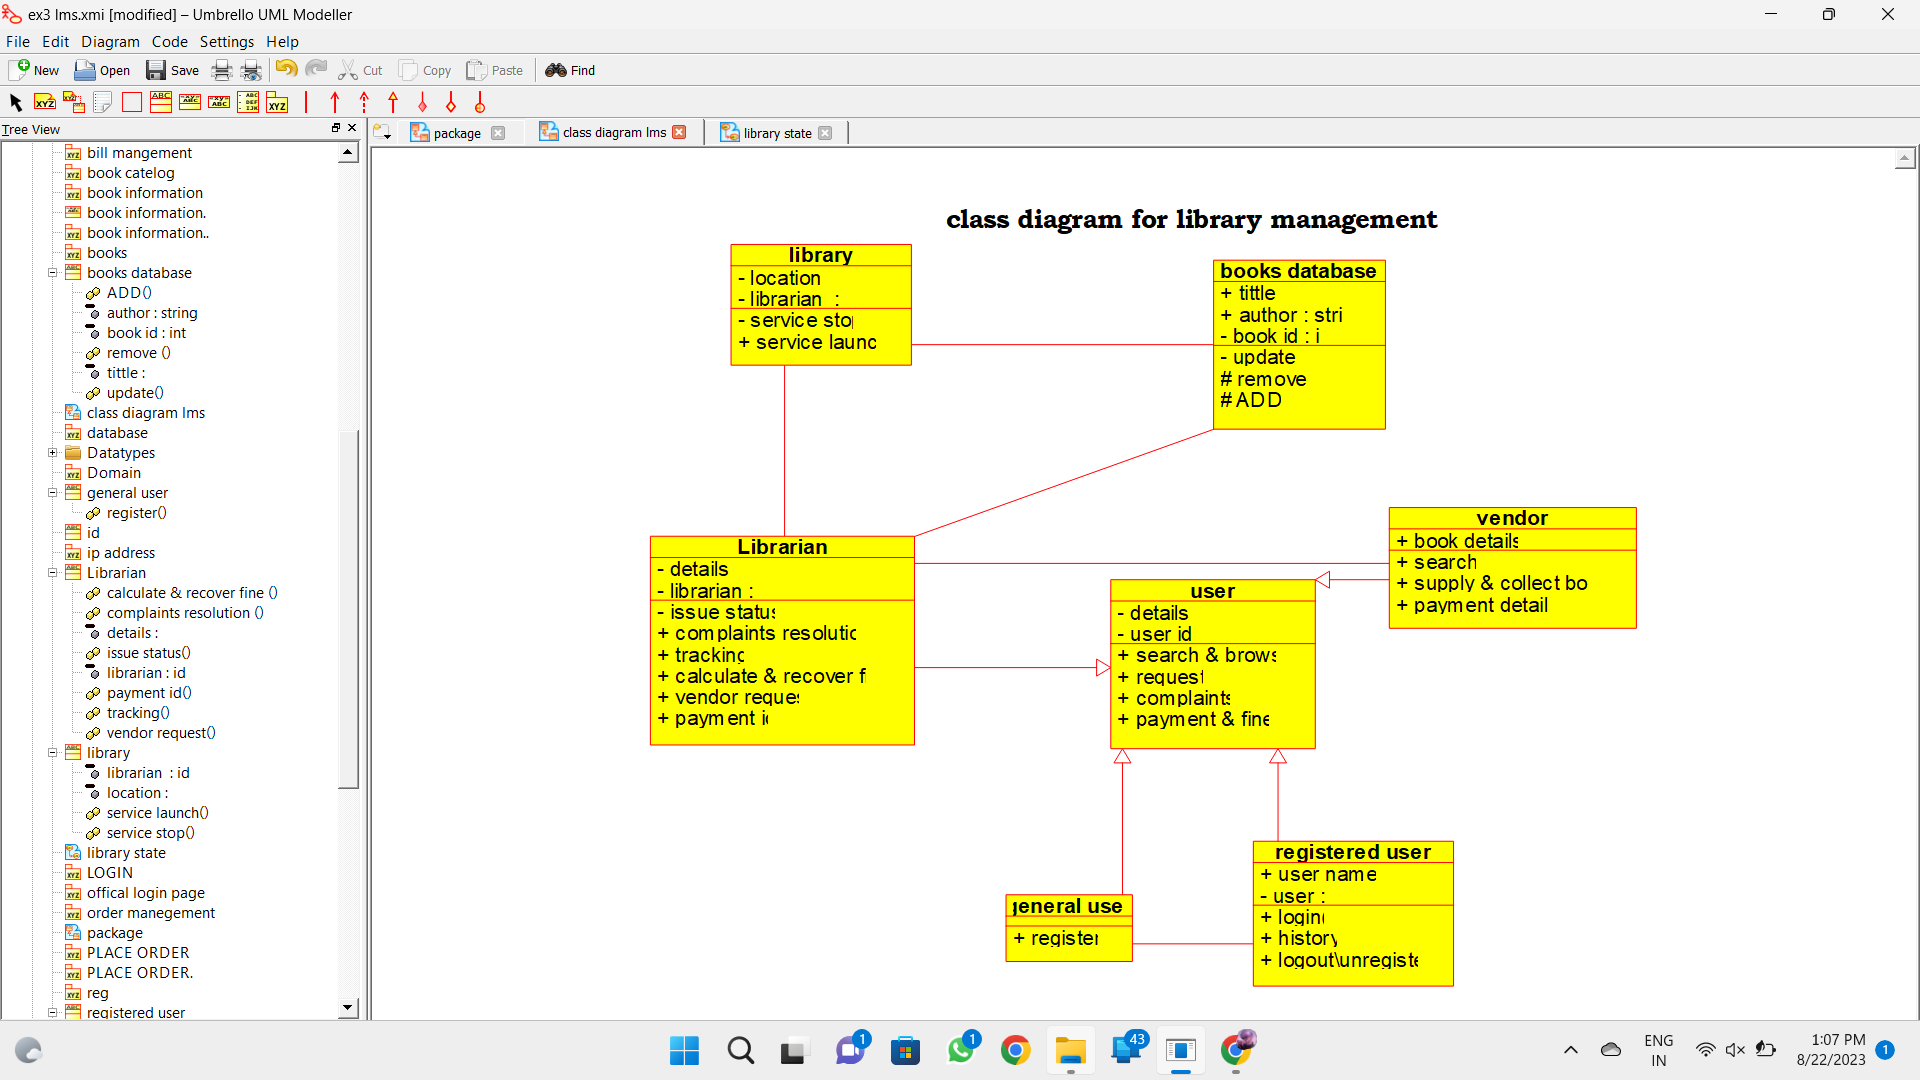 ex3 lms.xmi [modified] – Umbrello UML Modeller
File Edit Diagram Code Settings Help
New Open Save Cut Copy Paste Find
Tree View
package
class diagram lms
library state
bill mangement
book catelog
book information
book information.
book information..
books
books database
ADD()
author : string
book id : int
remove ()
tittle :
update()
class diagram lms
database
Datatypes
Domain
general user
register()
id
ip address
Librarian
calculate & recover fine ()
complaints resolution ()
details :
issue status()
librarian : id
payment id()
tracking()
vendor request()
library
librarian : id
location :
service launch()
service stop()
library state
LOGIN
offical login page
order manegement
package
PLACE ORDER
PLACE ORDER.
reg
registered user
class diagram for library management
library
- location
- librarian :
- service sto
+ service launc
books database
+ tittle
+ author : stri
- book id : i
- update
# remove
# ADD
Librarian
- details
- librarian :
- issue status
+ complaints resolutic
+ tracking
+ calculate & recover f
+ vendor reques
+ payment i
vendor
+ book details
+ search
+ supply & collect bo
+ payment detail
user
- details
- user id
+ search & brows
+ request
+ complaints
+ payment & fine
general use
+ register
registered user
+ user name
- user :
+ login(
+ history
+ logout\unregiste
1
1
43
ENG
IN
1:07 PM
8/22/2023
1